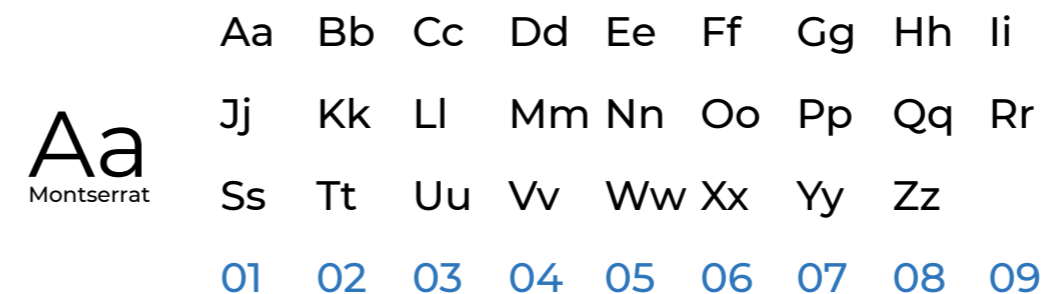 Aa Bb Cc Dd Ee Ff Gg Hh Ii
Jj Kk Ll Mm Nn Oo Pp Qq Rr
Ss Tt Uu Vv Ww Xx Yy Zz
01 02 03 04 05 06 07 08 09
Aa
Montserrat